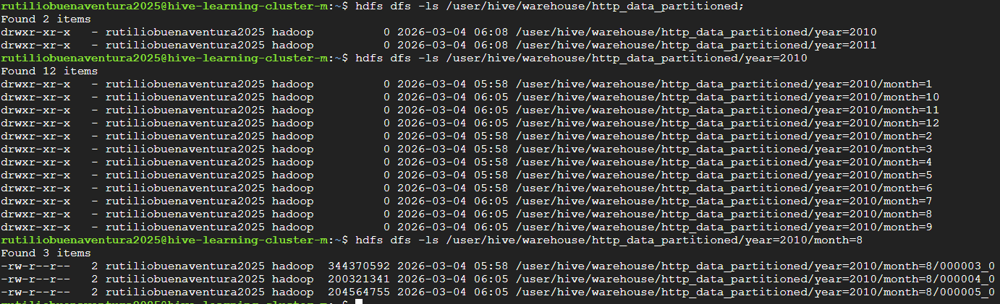 rutiliobuenaventura2025@hive-learning-cluster-m:~$ hdfs dfs -ls /user/hive/warehouse/http_data_partitioned;
Found 2 items
drwxr-xr-x   - rutiliobuenaventura2025 hadoop          0 2026-03-04 06:08 /user/hive/warehouse/http_data_partitioned/year=2010
drwxr-xr-x   - rutiliobuenaventura2025 hadoop          0 2026-03-04 06:08 /user/hive/warehouse/http_data_partitioned/year=2011
rutiliobuenaventura2025@hive-learning-cluster-m:~$ hdfs dfs -ls /user/hive/warehouse/http_data_partitioned/year=2010
Found 12 items
drwxr-xr-x   - rutiliobuenaventura2025 hadoop          0 2026-03-04 05:58 /user/hive/warehouse/http_data_partitioned/year=2010/month=1
drwxr-xr-x   - rutiliobuenaventura2025 hadoop          0 2026-03-04 06:05 /user/hive/warehouse/http_data_partitioned/year=2010/month=10
drwxr-xr-x   - rutiliobuenaventura2025 hadoop          0 2026-03-04 06:05 /user/hive/warehouse/http_data_partitioned/year=2010/month=11
drwxr-xr-x   - rutiliobuenaventura2025 hadoop          0 2026-03-04 06:05 /user/hive/warehouse/http_data_partitioned/year=2010/month=12
drwxr-xr-x   - rutiliobuenaventura2025 hadoop          0 2026-03-04 05:58 /user/hive/warehouse/http_data_partitioned/year=2010/month=2
drwxr-xr-x   - rutiliobuenaventura2025 hadoop          0 2026-03-04 05:58 /user/hive/warehouse/http_data_partitioned/year=2010/month=3
drwxr-xr-x   - rutiliobuenaventura2025 hadoop          0 2026-03-04 05:58 /user/hive/warehouse/http_data_partitioned/year=2010/month=4
drwxr-xr-x   - rutiliobuenaventura2025 hadoop          0 2026-03-04 05:58 /user/hive/warehouse/http_data_partitioned/year=2010/month=5
drwxr-xr-x   - rutiliobuenaventura2025 hadoop          0 2026-03-04 05:58 /user/hive/warehouse/http_data_partitioned/year=2010/month=6
drwxr-xr-x   - rutiliobuenaventura2025 hadoop          0 2026-03-04 06:05 /user/hive/warehouse/http_data_partitioned/year=2010/month=7
drwxr-xr-x   - rutiliobuenaventura2025 hadoop          0 2026-03-04 06:05 /user/hive/warehouse/http_data_partitioned/year=2010/month=8
drwxr-xr-x   - rutiliobuenaventura2025 hadoop          0 2026-03-04 06:05 /user/hive/warehouse/http_data_partitioned/year=2010/month=9
rutiliobuenaventura2025@hive-learning-cluster-m:~$ hdfs dfs -ls /user/hive/warehouse/http_data_partitioned/year=2010/month=8
Found 3 items
-rw-r--r--   2 rutiliobuenaventura2025 hadoop  344370592 2026-03-04 05:58 /user/hive/warehouse/http_data_partitioned/year=2010/month=8/000003_0
-rw-r--r--   2 rutiliobuenaventura2025 hadoop  200321341 2026-03-04 06:05 /user/hive/warehouse/http_data_partitioned/year=2010/month=8/000004_0
-rw-r--r--   2 rutiliobuenaventura2025 hadoop  204564755 2026-03-04 06:05 /user/hive/warehouse/http_data_partitioned/year=2010/month=8/000005_0
rutiliobuenaventura2025@hive-learning-cluster-m:~$